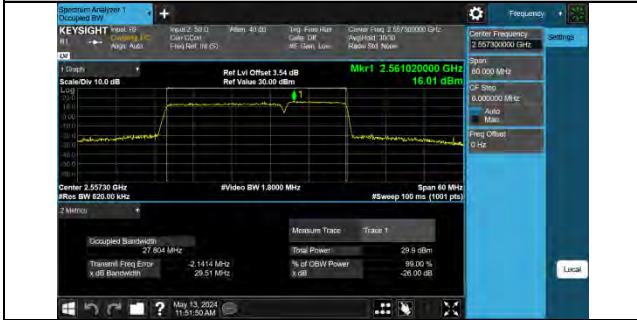 Spectrum Analyzer 1
Occupied BW
+
Frequency
KEYSIGHT Input: RF
Coupling: DC
Align: Auto
Input Z: 50 Ω
Corr CCorr
Freq Ref: Int (S)
Atten: 40 dB
Trig: Free Run
Gate: Off
#IF Gain: Low
Center Freq: 2.557300000 GHz
Avg|Hold: 30/30
Radio Std: None
Center Frequency
2.557300000 GHz
Settings
Span
60.000 MHz
CF Step
6.000000 MHz
Auto
Man
Freq Offset
0 Hz
1 Graph
Scale/Div 10.0 dB
Ref Lvl Offset 3.54 dB
Ref Value 30.00 dBm
Mkr1 2.561020000 GHz
16.01 dBm
Log
1
Center 2.55730 GHz
#Res BW 620.00 kHz
#Video BW 1.8000 MHz
Span 60 MHz
#Sweep 100 ms (1001 pts)
2 Metrics
Measure Trace Trace 1
Occupied Bandwidth
27.804 MHz
Total Power 29.9 dBm
Transmit Freq Error -2.1414 MHz
% of OBW Power 99.00 %
x dB Bandwidth 29.51 MHz
x dB -26.00 dB
Local
May 13, 2024
11:51:50 AM